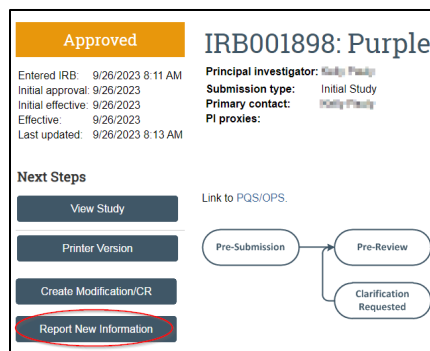 Approved
IRB001898: Purple
Entered IRB: 9/26/2023 8:11 AM
Initial approval: 9/26/2023
Initial effective: 9/26/2023
Effective: 9/26/2023
Last updated: 9/26/2023 8:13 AM
Principal investigator:
Submission type: Initial Study
Primary contact:
PI proxies:
Next Steps
View Study
Printer Version
Create Modification/CR
Report New Information
Link to PQS/OPS.
Pre-Submission
Pre-Review
Clarification
Requested